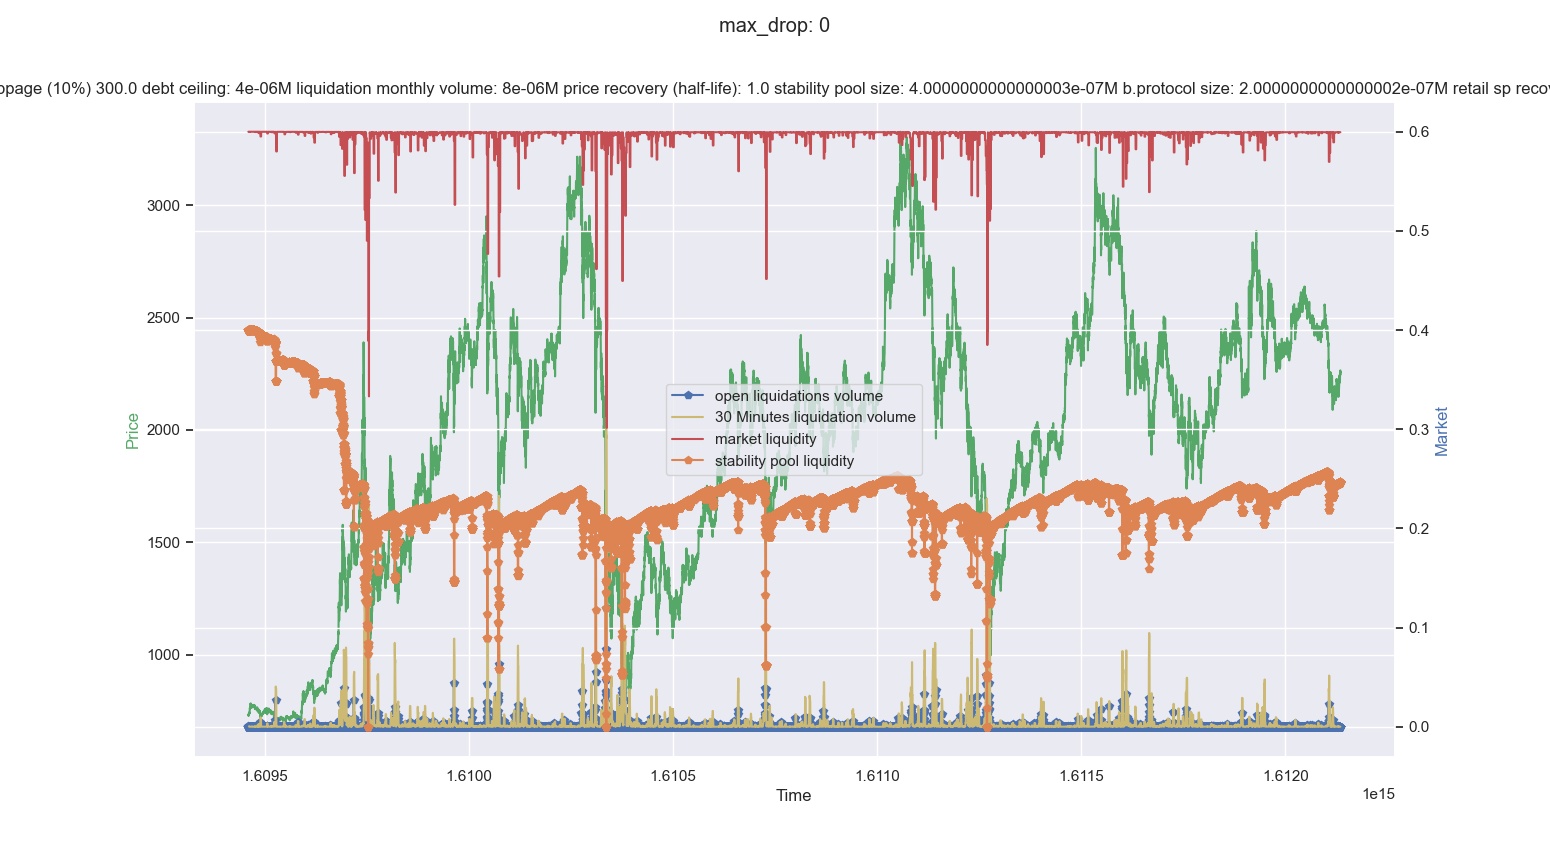 max_drop: 0
(10%) 300.0 debt ceiling: 4e-06M liquidation monthly volume: 8e-06M price recovery (half-life): 1.0 stability pool size: 4.0000000000000003e-07M b.protocol size: 2.0000000000000002e-07M retail sp
0.6
3000
0.5
2500
0.4
open liquidations volume
30 Minutes liquidation volume
market liquidity
stability pool liquidity
Price
2000
0.3
Market
1500
0.2
1000
0.1
0.0
1.6095 1.6100 1.6105 1.6110 1.6115 1.6120
Time
1e15